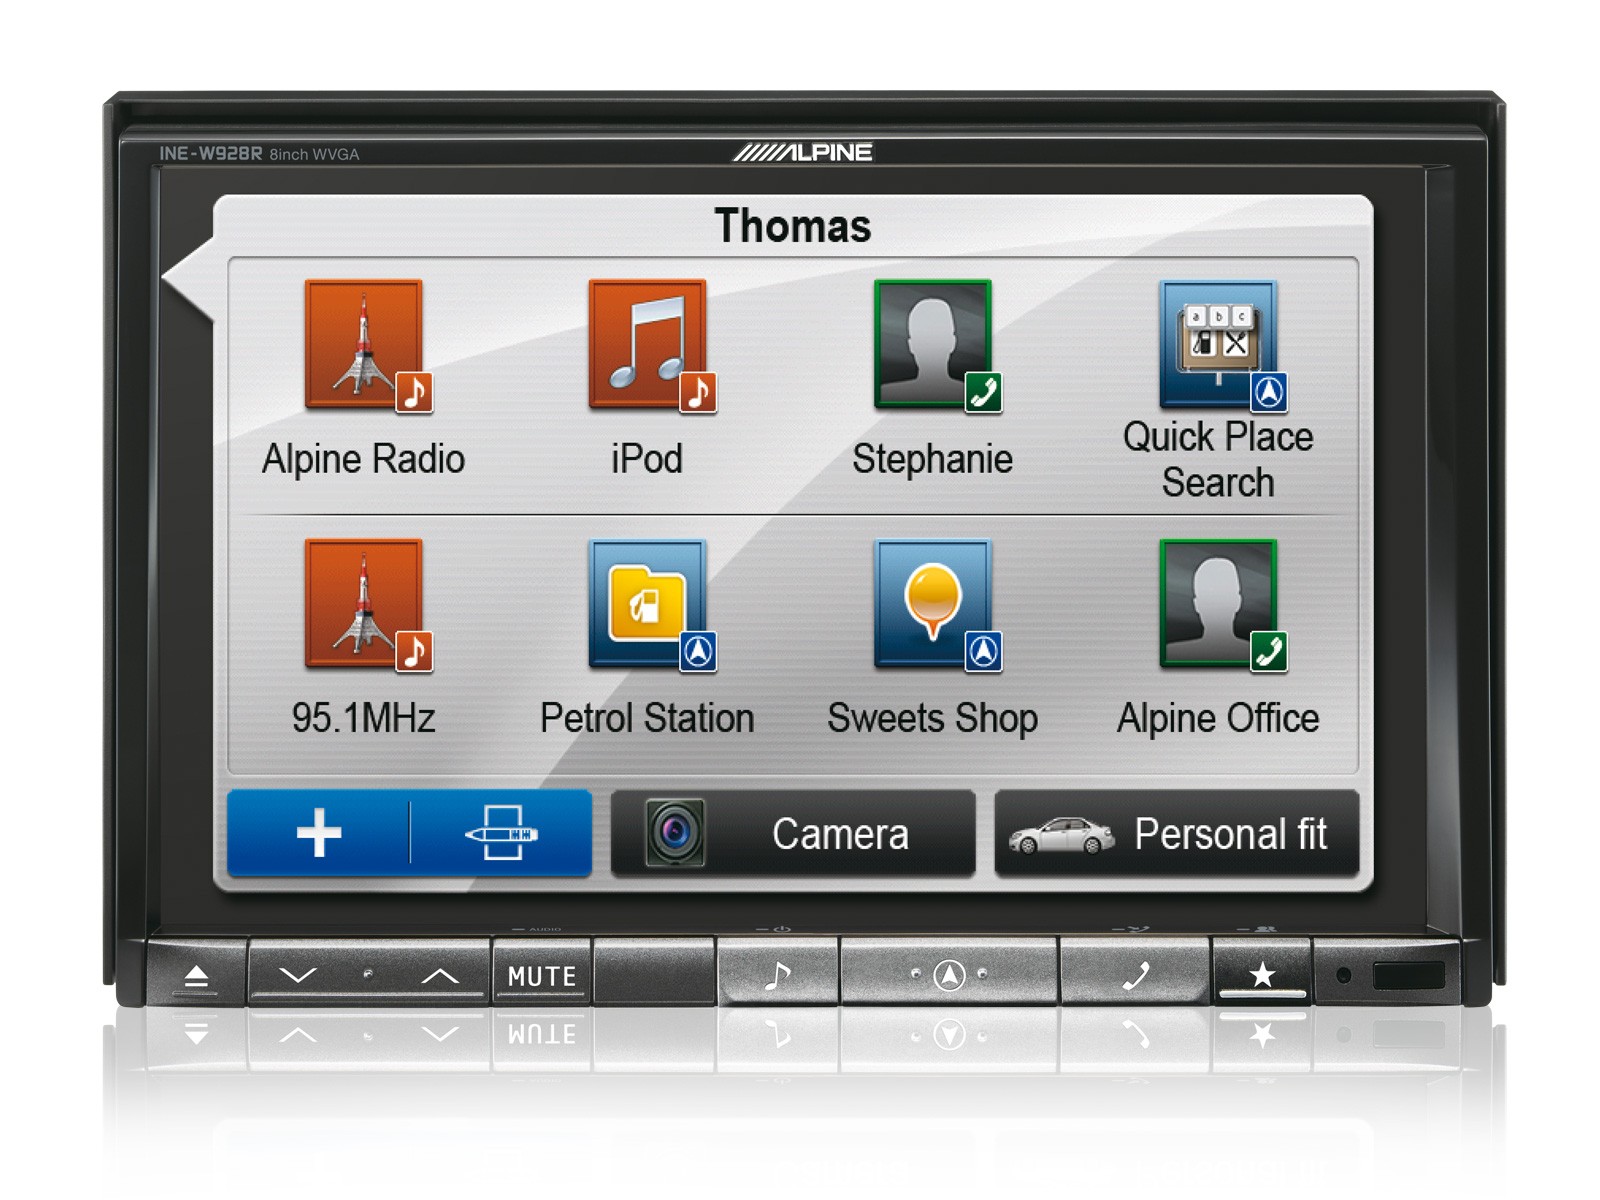 INE-W928R 8inch WVGA
ALPINE
Thomas
Alpine Radio
iPod
Stephanie
a b c
Quick Place
Search
95.1MHz
Petrol Station
Sweets Shop
Alpine Office
Camera
Personal fit
AUDIO
MUTE